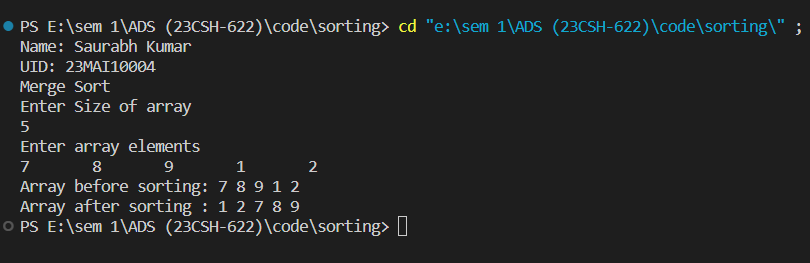 PS E:\sem 1\ADS (23CSH-622)\code\sorting> cd "e:\sem 1\ADS (23CSH-622)\code\sorting\" ;
Name: Saurabh Kumar
UID: 23MAI10004
Merge Sort
Enter Size of array
5
Enter array elements
7 8 9 1 2
Array before sorting: 7 8 9 1 2
Array after sorting : 1 2 7 8 9
PS E:\sem 1\ADS (23CSH-622)\code\sorting>